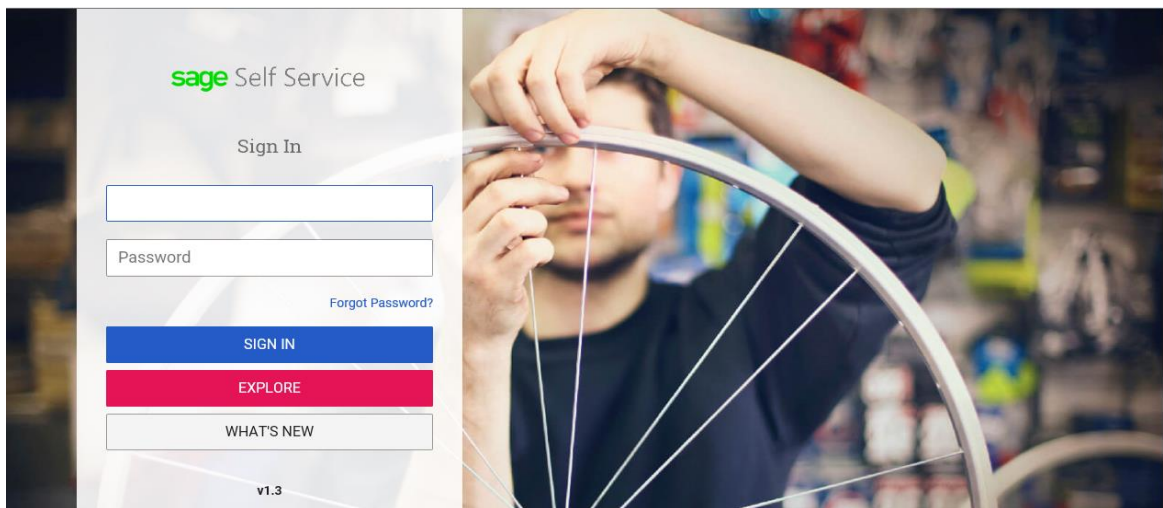 sage Self Service
Sign In
Password
Forgot Password?
SIGN IN
EXPLORE
WHAT'S NEW
v1.3